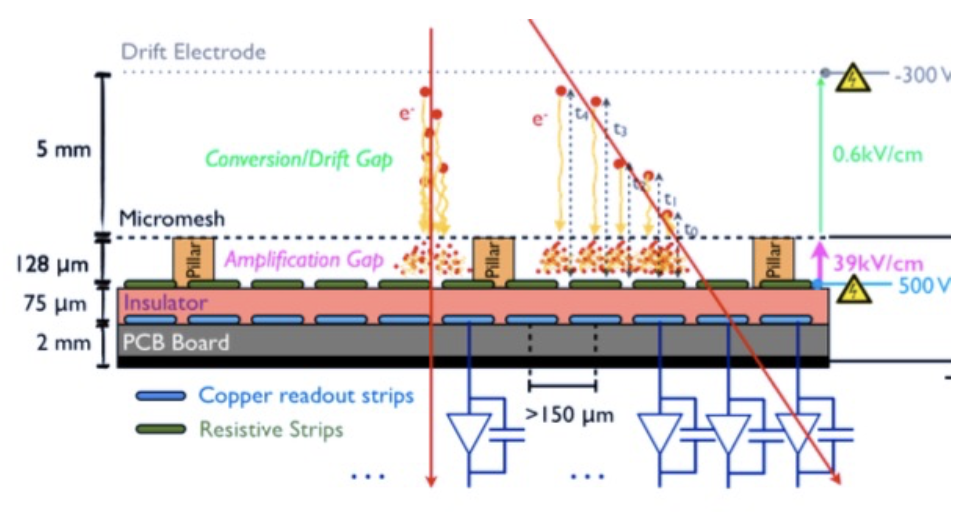 Drift Electrode
-300 V
e-
t4
t3
e-
5 mm
Conversion/Drift Gap
0.6kV/cm
t1
Micromesh
t0
Pillar
Pillar
Pillar
128 µm
Amplification Gap
39kV/cm
500 V
75 µm
Insulator
2 mm
PCB Board
Copper readout strips
>150 µm
Resistive Strips
... ...